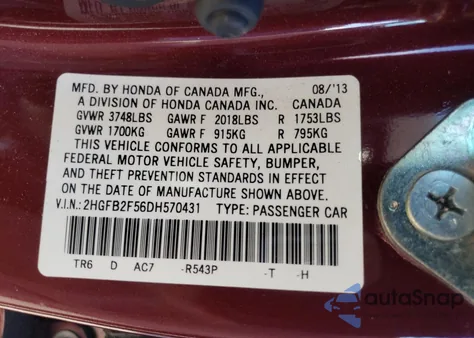 MFD. BY HONDA OF CANADA MFG., 08/'13
A DIVISION OF HONDA CANADA INC. CANADA
GVWR 3748LBS GAWR F 2018LBS R 1753LBS
GVWR 1700KG GAWR F 915KG R 795KG
THIS VEHICLE CONFORMS TO ALL APPLICABLE
FEDERAL MOTOR VEHICLE SAFETY, BUMPER,
AND THEFT PREVENTION STANDARDS IN EFFECT
ON THE DATE OF MANUFACTURE SHOWN ABOVE.
V.I.N.: 2HGFB2F56DH570431 TYPE: PASSENGER CAR
TR6 D AC7 -R543P -T -H
autoSnap